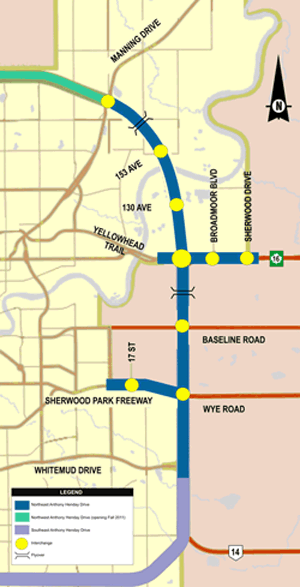 MANNING DRIVE
153 AVE
130 AVE
BROADMOOR BLVD
SHERWOOD DRIVE
YELLOWHEAD
TRAIL
16
BASELINE ROAD
17 ST
SHERWOOD PARK FREEWAY
WYE ROAD
WHITEMUD DRIVE
LEGEND
Northeast Anthony Henday Drive
Northwest Anthony Henday Drive (opening Fall 2011)
Southeast Anthony Henday Drive
Interchange
Flyover
14